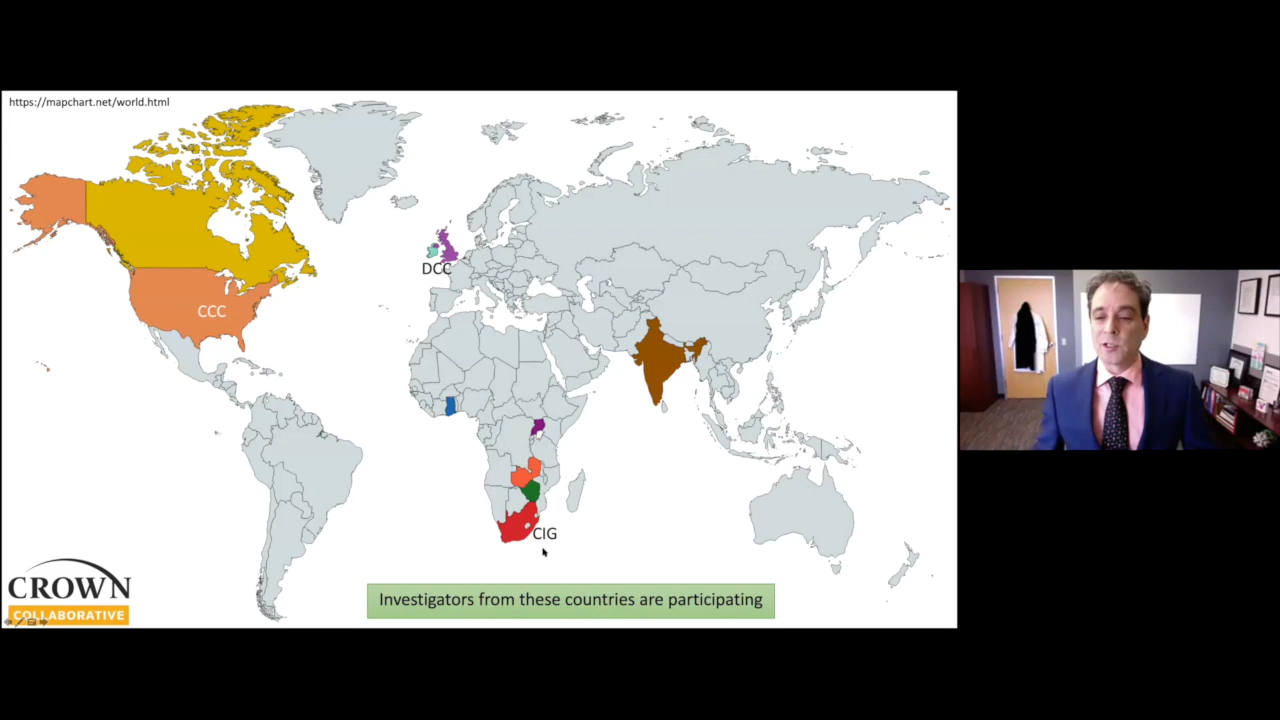 https://mapchart.net/world.html
DCC
CCC
CIG
CROWN
COLLABORATIVE
Investigators from these countries are participating